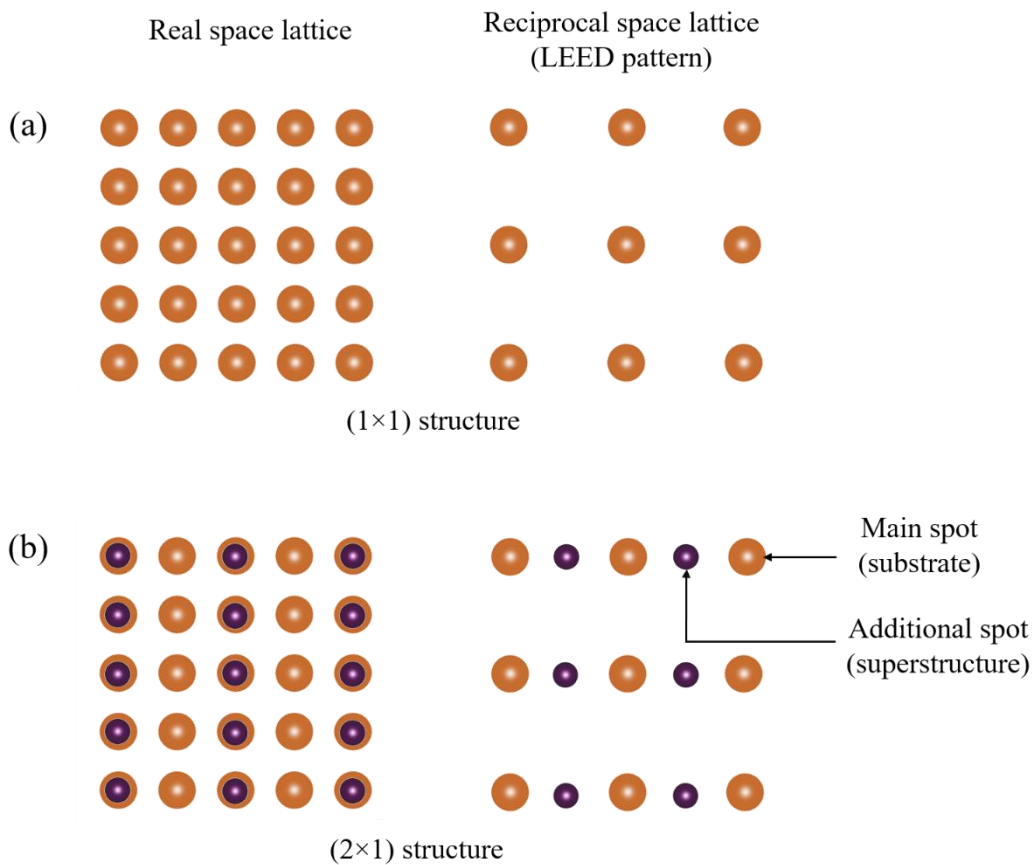 Real space lattice
Reciprocal space lattice
(LEED pattern)
(a)
(1×1) structure
(b)
Main spot
(substrate)
Additional spot
(superstructure)
(2×1) structure